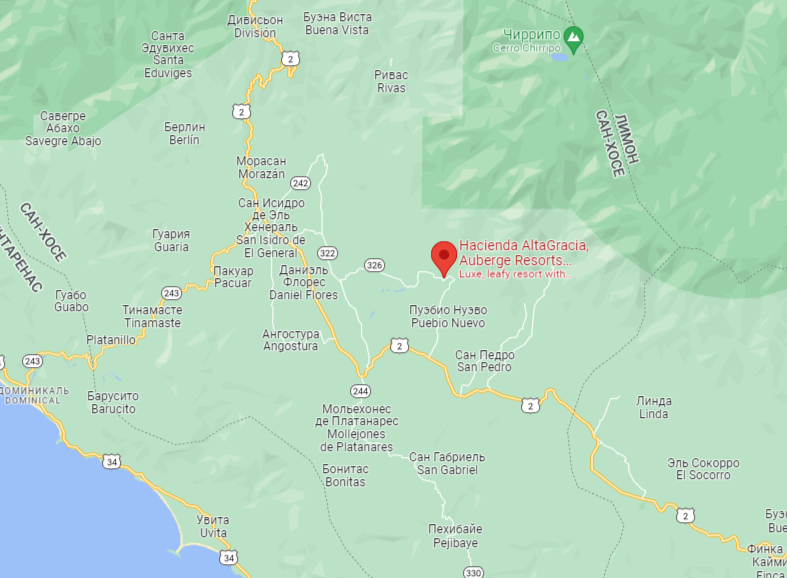 Дивисьон
División
Буэна Виста
Buena Vista
Чиррипо
Cerro Chirripó
Санта
Эдувихес
Santa
Eduviges
2
Ривас
Rivas
2
Савегре
Абахо
Savegre Abajo
Берлин
Berlín
ЛИМОН
САН-ХОСЕ
Морасан
Morazán
242
Сан Исидро
де Эль
Хенераль
San Isidro de
El General
САН-ХОСЕ
НТАРЕНАС
Гуария
Guaria
322
326
Hacienda AltaGracia,
Auberge Resorts...
Luxe, leafy resort with...
Пакуар
Pacuar
Даниэль
Флорес
Daniel Flores
243
Гуабо
Guabo
Тинамасте
Tinamaste
Пуэбло Нуэво
Pueblo Nuevo
Platanillo
Ангостура
Angostura
2
243
Сан Педро
San Pedro
ДОМИНИКАЛЬ
DOMINICAL
Барусито
Barucito
244
2
Мольехонес
де Платанарес
Mollejones
de Platanares
Линда
Linda
Сан Габриель
San Gabriel
34
Бонитас
Bonitas
Эль Сокорро
El Socorro
Увита
Uvita
2
Буэ
Bue
Пехибайе
Pejibaye
34
Финка
Кайми
Finca
330